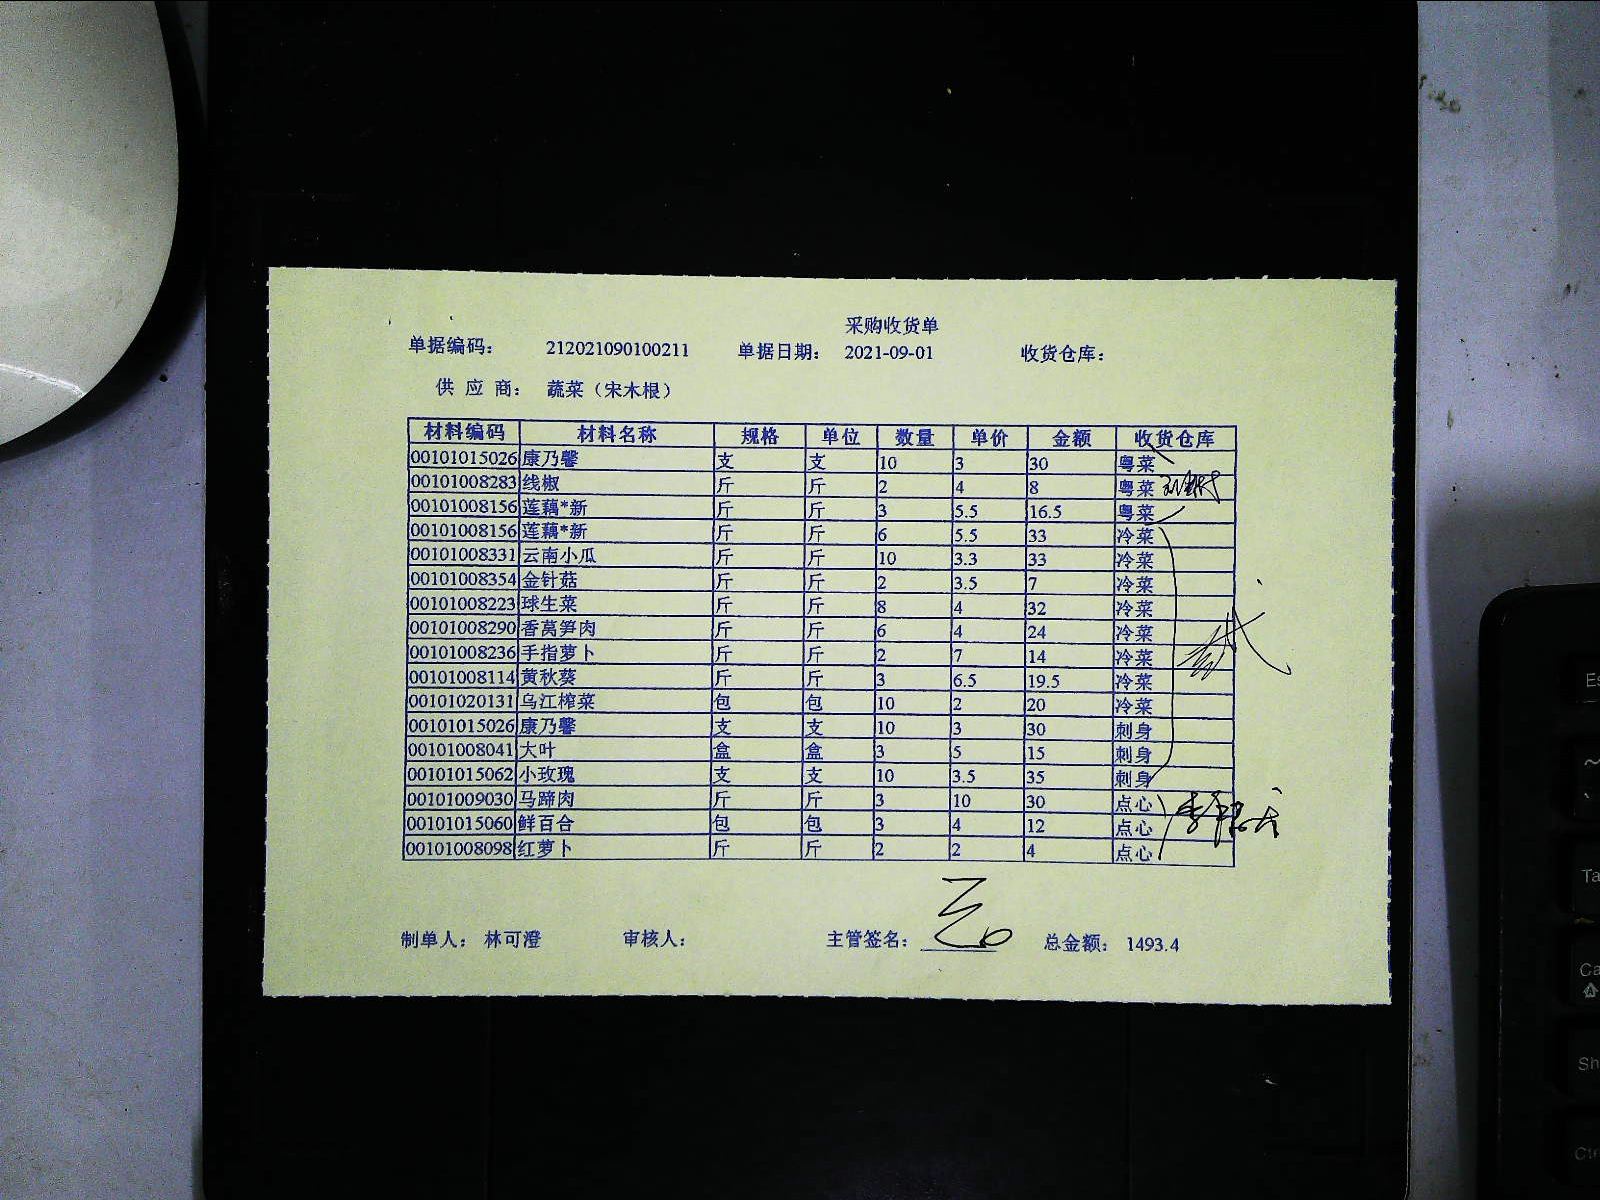 采购收货单
单据编码： 212021090100211 单据日期： 2021-09-01 收货仓库：
供 应 商： 蔬菜（宋木根）
材料编码 材料名称 规格 单位 数量 单价 金额 收货仓库
00101015026 康乃馨 支 支 10 3 30 粤菜
00101008283 线椒 斤 斤 2 4 8 粤菜
00101008156 莲藕*新 斤 斤 3 5.5 16.5 粤菜
00101008156 莲藕*新 斤 斤 6 5.5 33 冷菜
00101008331 云南小瓜 斤 斤 10 3.3 33 冷菜
00101008354 金针菇 斤 斤 2 3.5 7 冷菜
00101008223 球生菜 斤 斤 8 4 32 冷菜
00101008290 香莴笋肉 斤 斤 6 4 24 冷菜
00101008236 手指萝卜 斤 斤 2 7 14 冷菜
00101008114 黄秋葵 斤 斤 3 6.5 19.5 冷菜
00101020131 乌江榨菜 包 包 10 2 20 冷菜
00101015026 康乃馨 支 支 10 3 30 刺身
00101008041 大叶 盒 盒 3 5 15 刺身
00101015062 小玫瑰 支 支 10 3.5 35 刺身
00101009030 马蹄肉 斤 斤 3 10 30 点心
00101015060 鲜百合 包 包 3 4 12 点心
00101008098 红萝卜 斤 斤 2 2 4 点心
制单人： 林可澄 审核人： 主管签名： 总金额： 1493.4